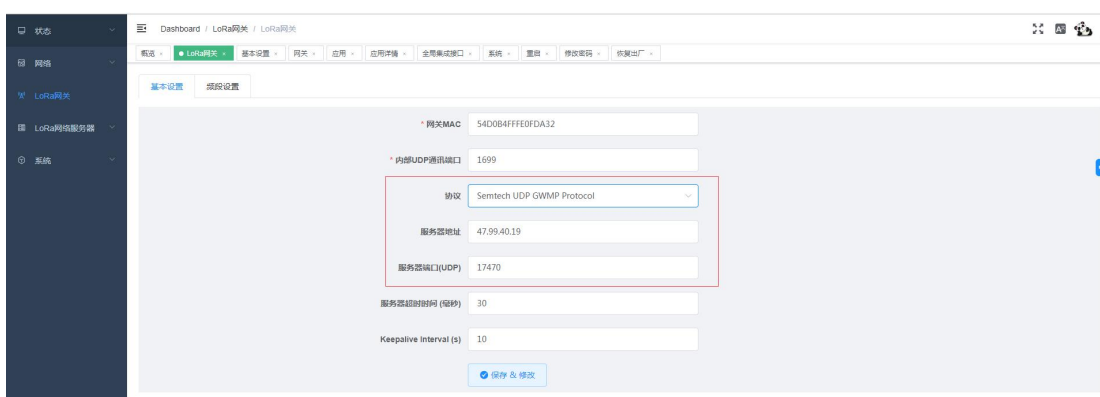 状态
网络
LoRa网关
LoRa网络服务器
系统
Dashboard / LoRa网关 / LoRa网关
概览 × LoRa网关 × 基本设置 × 网关 × 应用 × 应用详情 × 全局集成接口 × 系统 × 重启 × 修改密码 × 恢复出厂 ×
基本设置 频段设置
* 网关MAC 54D0B4FFFE0FDA32
* 内部UDP通讯端口 1699
协议 Semtech UDP GWMP Protocol
服务器地址 47.99.40.19
服务器端口(UDP) 17470
服务器超时时间 (毫秒) 30
Keepalive Interval (s) 10
保存 & 修改